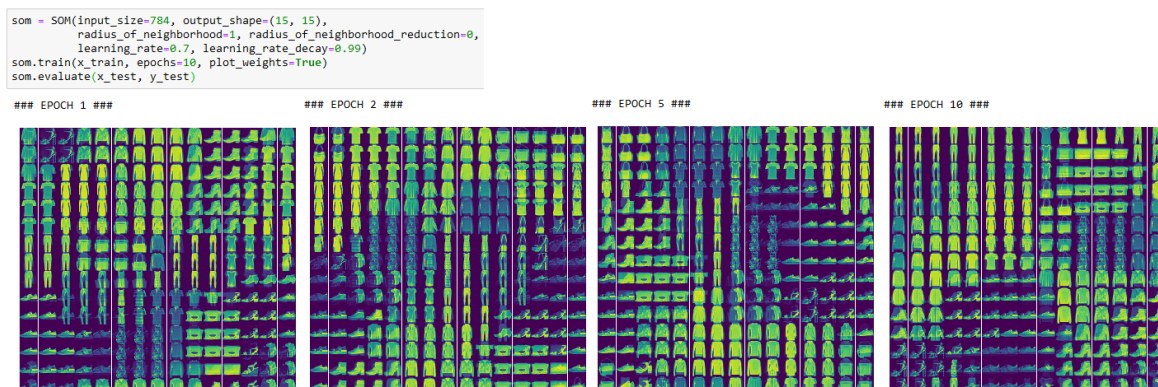 som = SOM(input_size=784, output_shape=(15, 15),
radius_of_neighborhood=1, radius_of_neighborhood_reduction=0,
learning_rate=0.7, learning_rate_decay=0.99)
som.train(x_train, epochs=10, plot_weights=True)
som.evaluate(x_test, y_test)
### EPOCH 1 ###
### EPOCH 2 ###
### EPOCH 5 ###
### EPOCH 10 ###